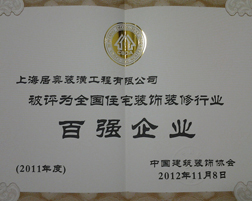 上海居奥装潢工程有限公司
被评为全国住宅装饰装修行业
百强企业
(2011年度)
中国建筑装饰协会
2012年11月8日